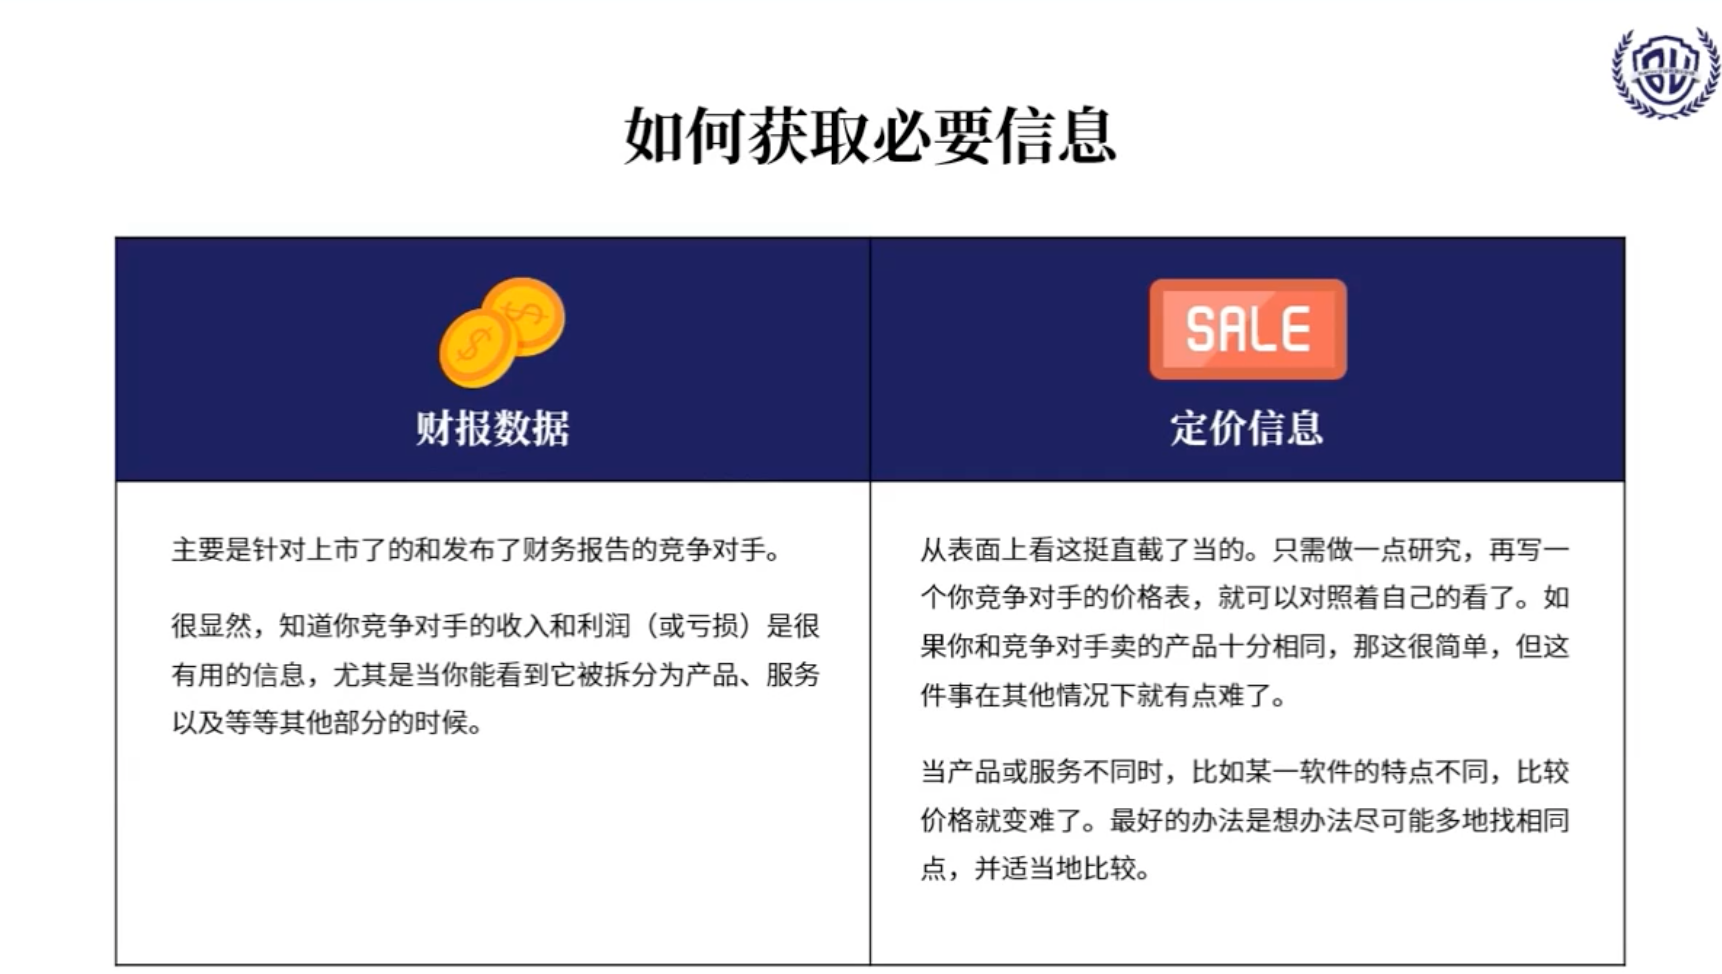 如何获取必要信息
SALE
财报数据
定价信息
主要是针对上市了的和发布了财务报告的竞争对手。
很显然，知道你竞争对手的收入和利润（或亏损）是很
有用的信息，尤其是当你能看到它被拆分为产品、服务
以及等等其他部分的时候。
从表面上看这挺直截了当的。只需做一点研究，再写一
个你竞争对手的价格表，就可以对照着自己的看了。如
果你和竞争对手卖的产品十分相同，那这很简单，但这
件事在其他情况下就有点难了。
当产品或服务不同时，比如某一软件的特点不同，比较
价格就变难了。最好的办法是想办法尽可能多地找相同
点，并适当地比较。